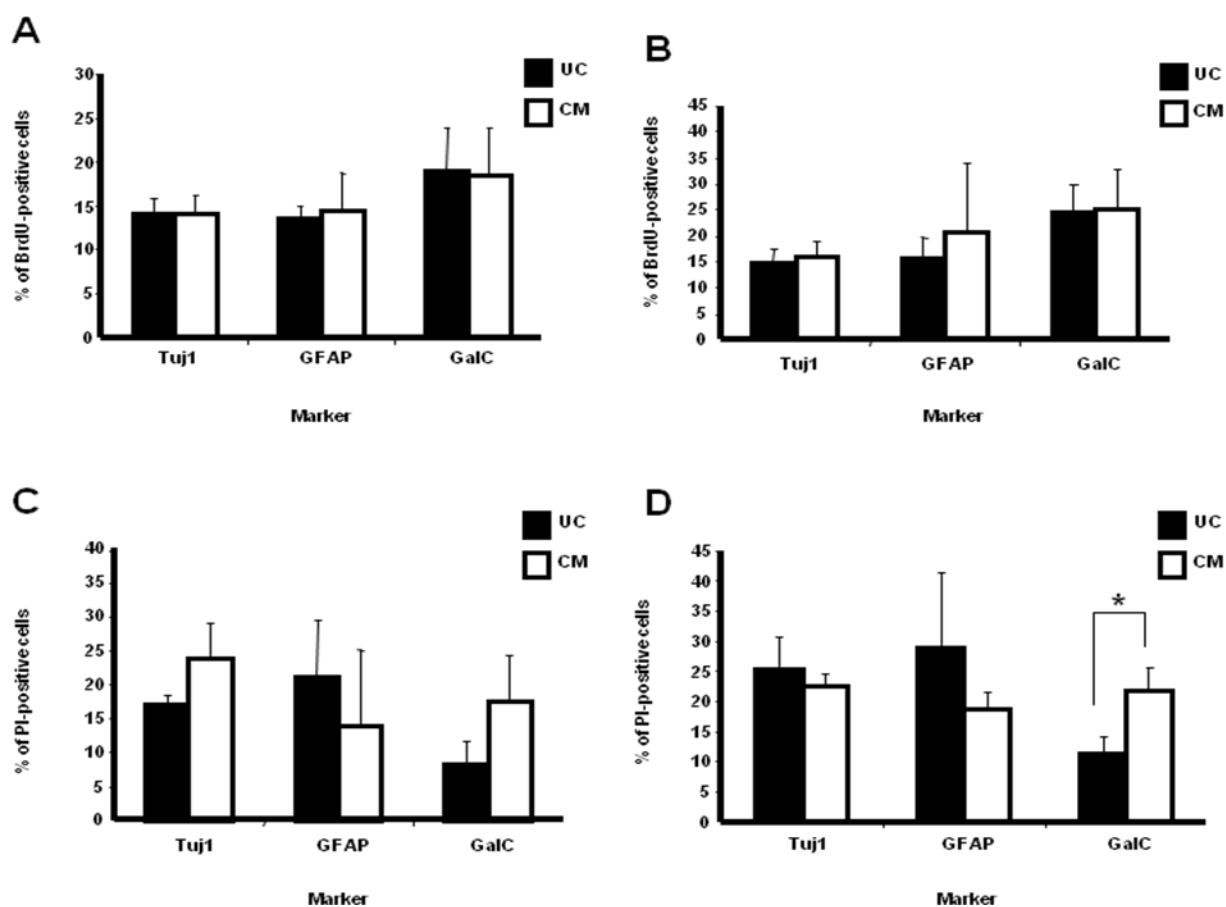 A
UC
CM
% of BrdU-positive cells
30
25
20
15
10
5
0
Tuj1 GFAP GalC
Marker
B
UC
CM
% of BrdU-positive cells
45
40
35
30
25
20
15
10
5
0
Tuj1 GFAP GalC
Marker
C
UC
CM
% of PI-positive cells
40
35
30
25
20
15
10
5
0
Tuj1 GFAP GalC
Marker
D
UC
CM
% of PI-positive cells
45
40
35
30
25
20
15
10
5
0
*
Tuj1 GFAP GalC
Marker